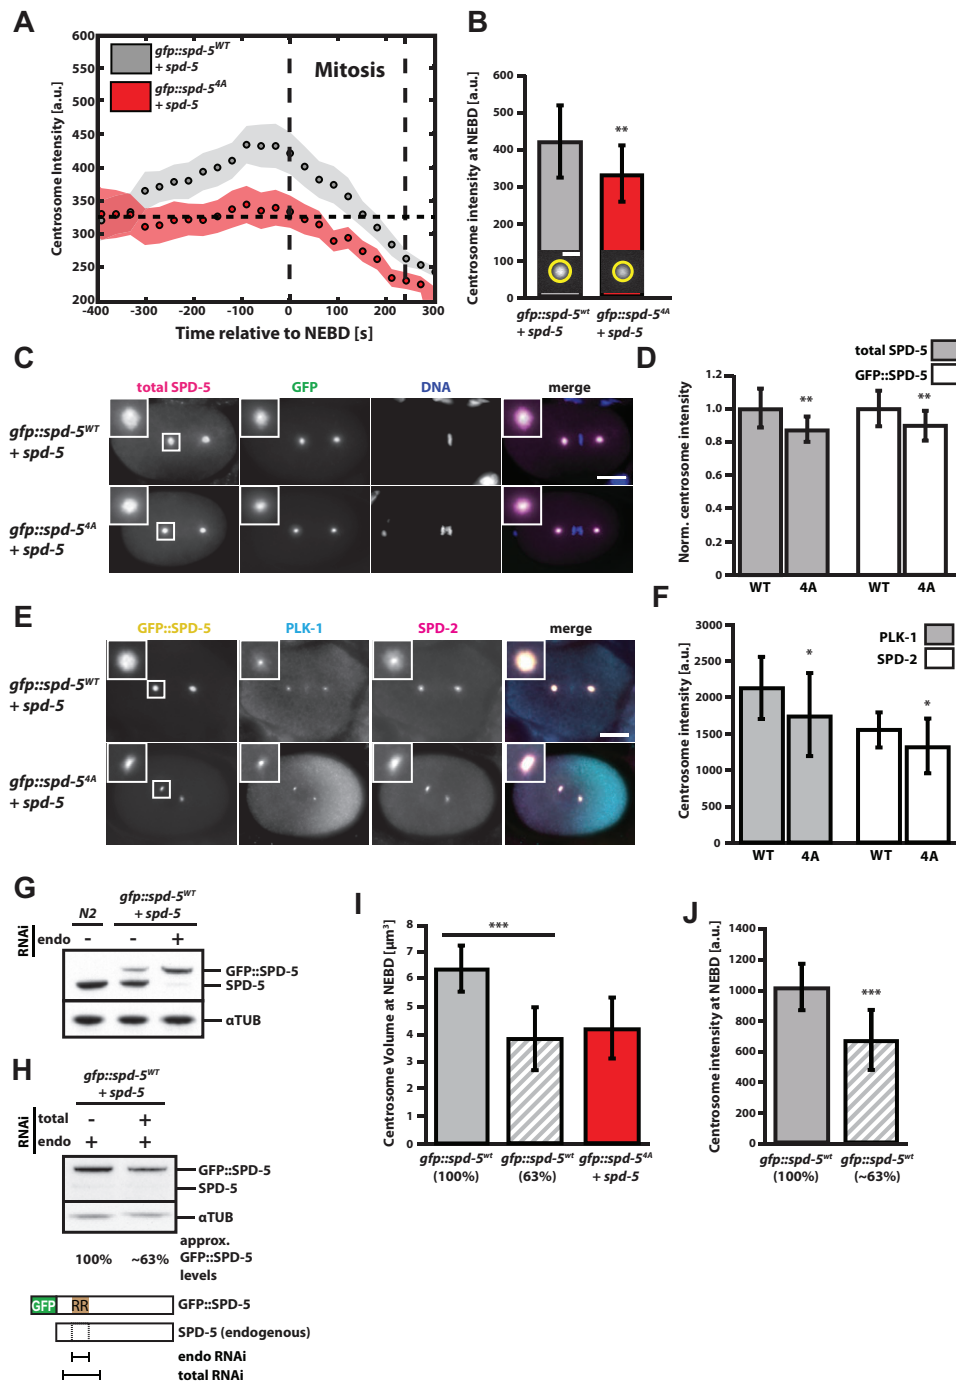 A
600
550
500
450
400
350
300
250
200
Centrosome Intensity [a.u.]
gfp::spd-5WT
+ spd-5
gfp::spd-54A
+ spd-5
Mitosis
-400 -300 -200 -100 0 100 200 300
Time relative to NEBD [s]
B
600
500
400
300
200
100
0
Centrosome intensity at NEBD [a.u.]
**
gfp::spd-5wt
+ spd-5
gfp::spd-54A
+ spd-5
C
total SPD-5 GFP DNA merge
gfp::spd-5WT
+ spd-5
gfp::spd-54A
+ spd-5
D
total SPD-5
GFP::SPD-5
1.2
1.0
0.8
0.6
0.4
0.2
0
Norm. centrosome intensity
** **
WT 4A WT 4A
E
GFP::SPD-5 PLK-1 SPD-2 merge
gfp::spd-5WT
+ spd-5
gfp::spd-54A
+ spd-5
F
PLK-1
SPD-2
3000
2500
2000
1500
1000
500
0
Centrosome intensity [a.u.]
* *
WT 4A WT 4A
G
N2 gfp::spd-5WT
+ spd-5
RNAi
endo - - +
GFP::SPD-5
SPD-5
αTUB
H
gfp::spd-5WT
+ spd-5
RNAi
total - +
endo + +
GFP::SPD-5
SPD-5
αTUB
100% ~63% approx.
GFP::SPD-5
levels
GFP RR GFP::SPD-5
SPD-5 (endogenous)
endo RNAi
total RNAi
I
8
7
6
5
4
3
2
1
0
Centrosome Volume at NEBD [µm³]
***
gfp::spd-5wt
(100%)
gfp::spd-5wt
(63%)
gfp::spd-54A
+ spd-5
J
1400
1200
1000
800
600
400
200
0
Centrosome intensity at NEBD [a.u.]
***
gfp::spd-5wt
(100%)
gfp::spd-5wt
(~63%)